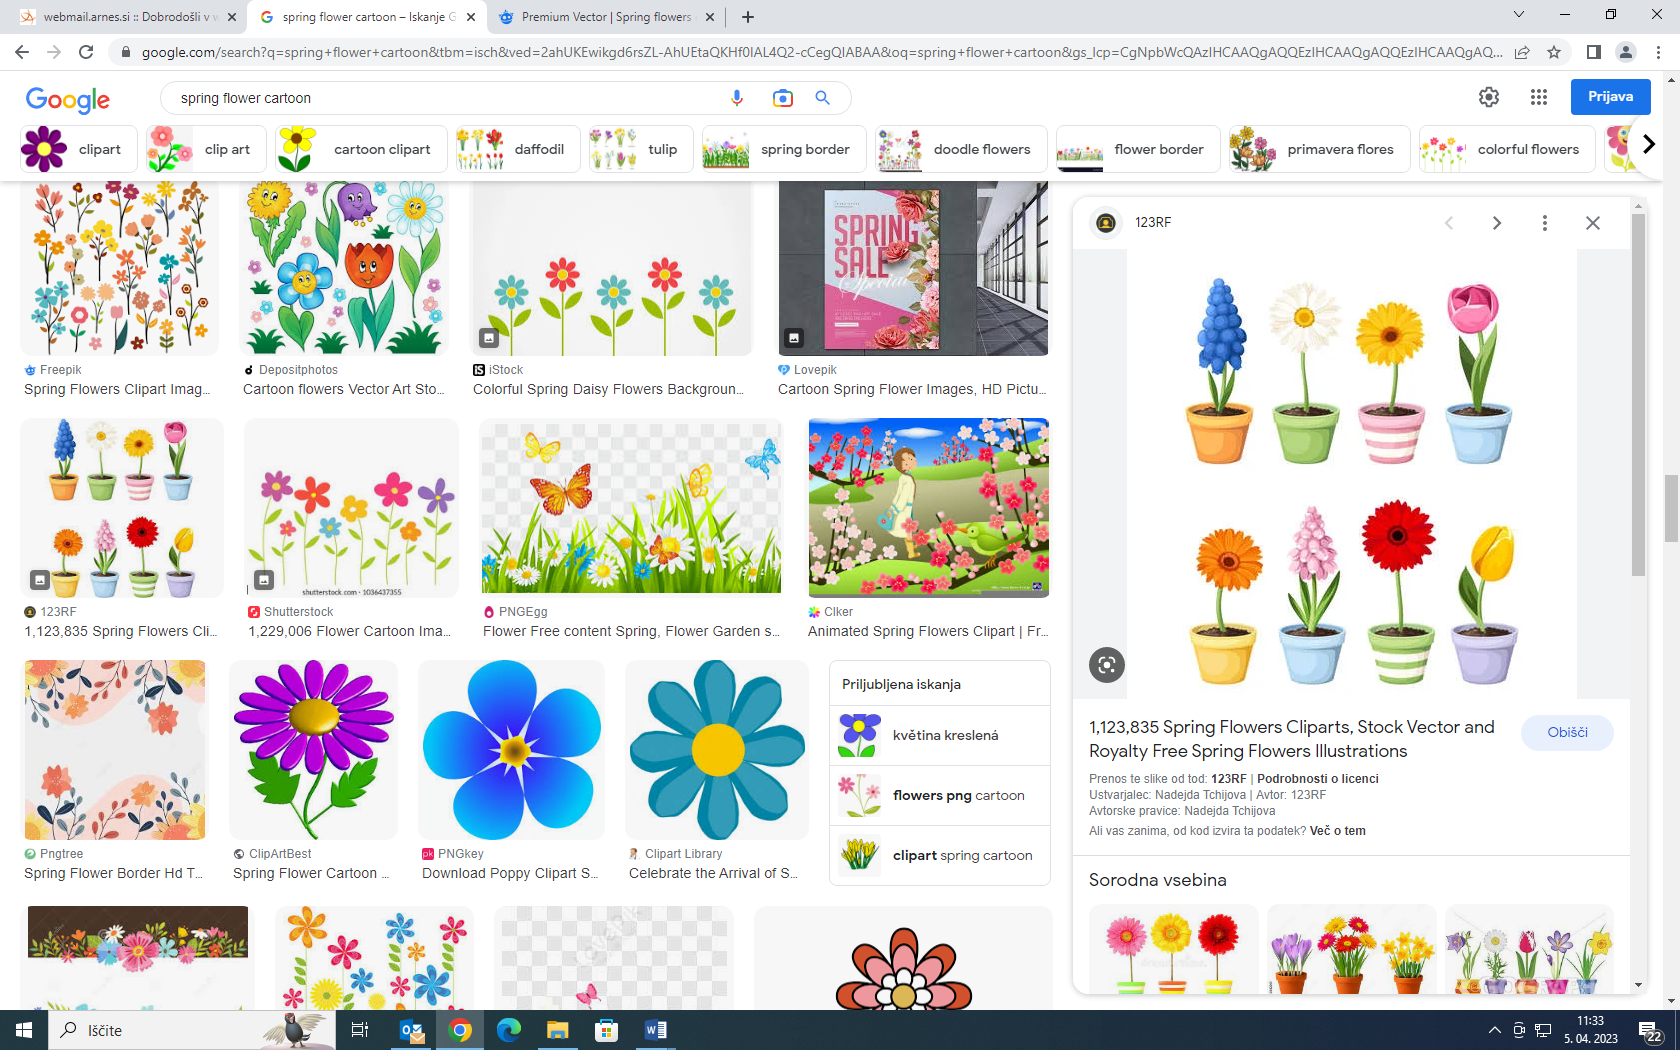 webmail.arnes.si :: Dobrodošli v w
spring flower cartoon – Iskanje G
Premium Vector | Spring flowers
google.com/search?q=spring+flower+cartoon&tbm=isch&ved=2ahUKEwikgd6rsZL-AhUEtaQKHf0IAL4Q2-cCegQIABAA&oq=spring+flower+cartoon&gs_lcp=CgNpbWcQAzIHCAAQgAQQEzIHCAAQgAQQEzIHCAAQgAQ...
Google
spring flower cartoon
Prijava
clipart
clip art
cartoon clipart
daffodil
tulip
spring border
doodle flowers
flower border
primavera flores
colorful flowers
SPRING
SALE
Special
Freepik
Spring Flowers Clipart Imag...
Depositphotos
Cartoon flowers Vector Art Sto...
iStock
Colorful Spring Daisy Flowers Backgroun...
Lovepik
Cartoon Spring Flower Images, HD Pictu...
shutterstock.com · 1036437355
123RF
1,123,835 Spring Flowers Cli...
Shutterstock
1,229,006 Flower Cartoon Ima...
PNGEgg
Flower Free content Spring, Flower Garden s...
Clker
Animated Spring Flowers Clipart | Fr...
Pngtree
Spring Flower Border Hd T...
ClipArtBest
Spring Flower Cartoon ...
pk PNGkey
Download Poppy Clipart S...
Clipart Library
Celebrate the Arrival of S...
Priljubljena iskanja
květina kreslená
flowers png cartoon
clipart spring cartoon
123RF
1,123,835 Spring Flowers Cliparts, Stock Vector and
Royalty Free Spring Flowers Illustrations
Obišči
Prenos te slike od tod: 123RF | Podrobnosti o licenci
Ustvarjalec: Nadejda Tchijova | Avtor: 123RF
Avtorske pravice: Nadejda Tchijova
Ali vas zanima, od kod izvira ta podatek? Več o tem
Sorodna vsebina
Iščite
11:33
5. 04. 2023
22